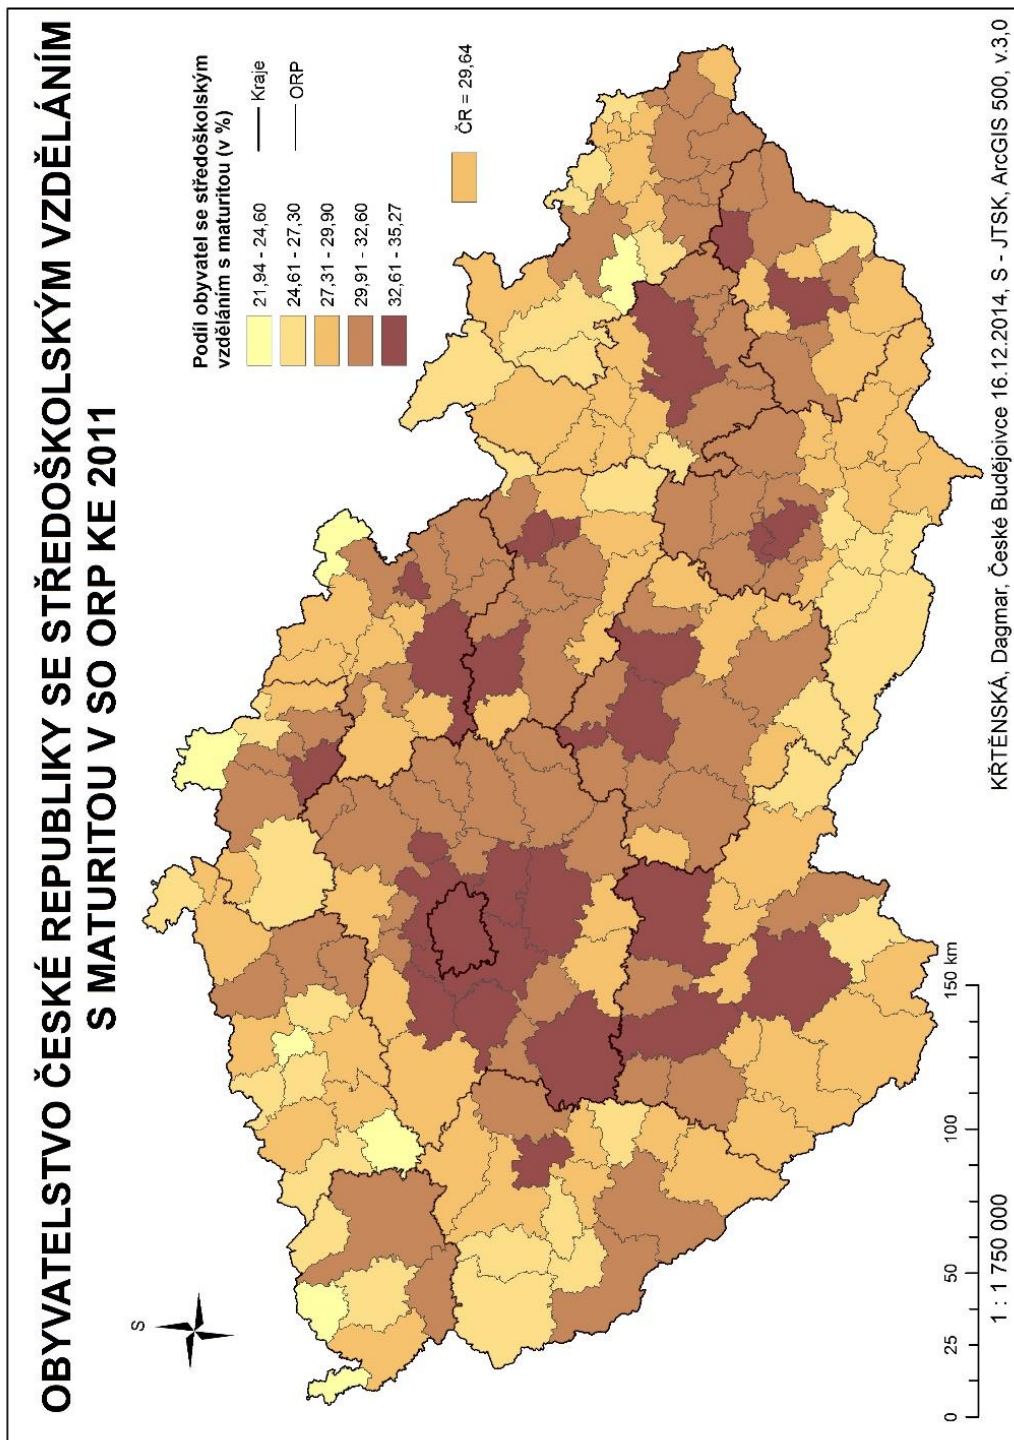 OBYVATELSTVO ČESKÉ REPUBLIKY SE STŘEDOŠKOLSKÝM VZDĚLÁNÍM
S MATURITOU V SO ORP KE 2011
S
Podíl obyvatel se středoškolským
vzděláním s maturitou (v %)
21,94 - 24,60
24,61 - 27,30
27,31 - 29,90
29,91 - 32,60
32,61 - 35,27
Kraje
ORP
ČR = 29,64
0 25 50 100 150 km
1 : 1 750 000
KŘTĚNSKÁ, Dagmar, České Budějoivce 16.12.2014, S - JTSK, ArcGIS 500, v.3,0